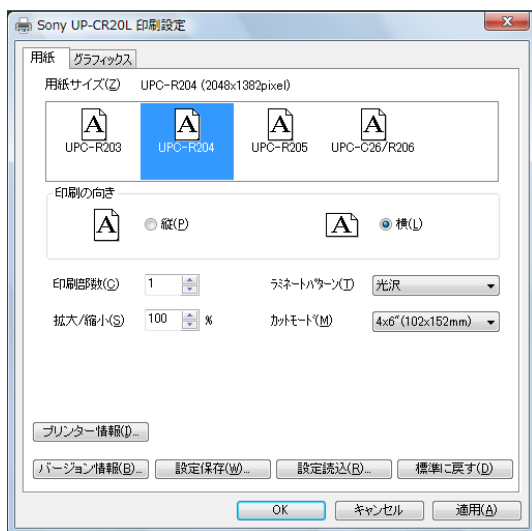 Sony UP-CR20L 印刷設定
用紙 グラフィックス
用紙サイズ(Z) UPC-R204 (2048x1382pixel)
A A A A
UPC-R203 UPC-R204 UPC-R205 UPC-C26/R206
印刷の向き
A 縦(P) A 横(L)
印刷部数(C) 1 ラミネートパターン(T) 光沢
拡大/縮小(S) 100 % カットモード(M) 4x6"(102x152mm)
プリンター情報(I)...
バージョン情報(B)... 設定保存(W)... 設定読込(R)... 標準に戻す(D)
OK キャンセル 適用(A)